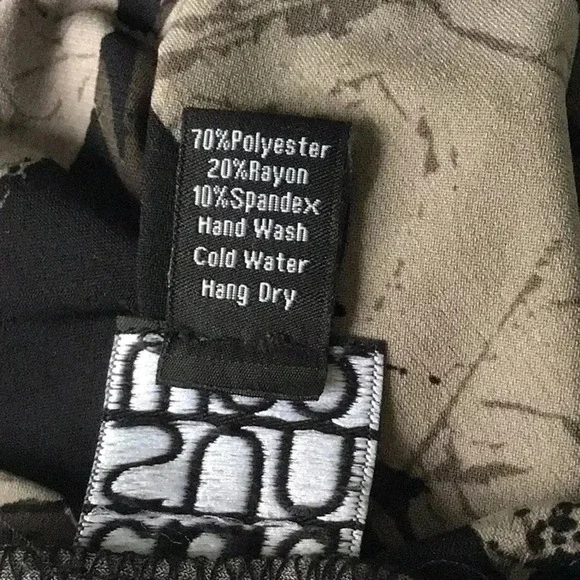 70%Polyester
20%Rayon
10%Spandex
Hand Wash
Cold Water
Hang Dry